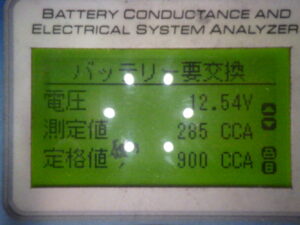 BATTERY CONDUCTANCE AND
ELECTRICAL SYSTEM ANALYZER
バッテリー要交換
電圧 12.54V
測定値 285 CCA
定格値 900 CCA